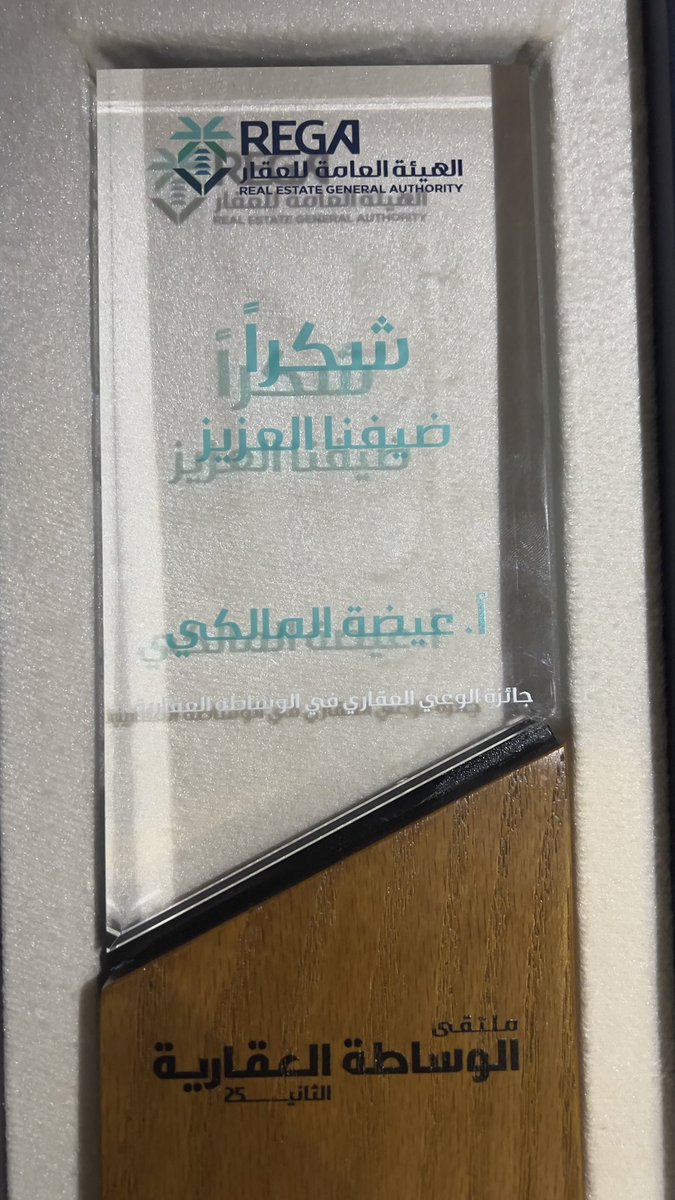 REGA
الهيئة العامة للعقار
REAL ESTATE GENERAL AUTHORITY
شكراً
ضيفنا العزيز
أ. عيضة المالكي
جائزة الوعي العقاري في الوساطة العقارية
ملتقى
الوساطة العقارية
الثاني 25